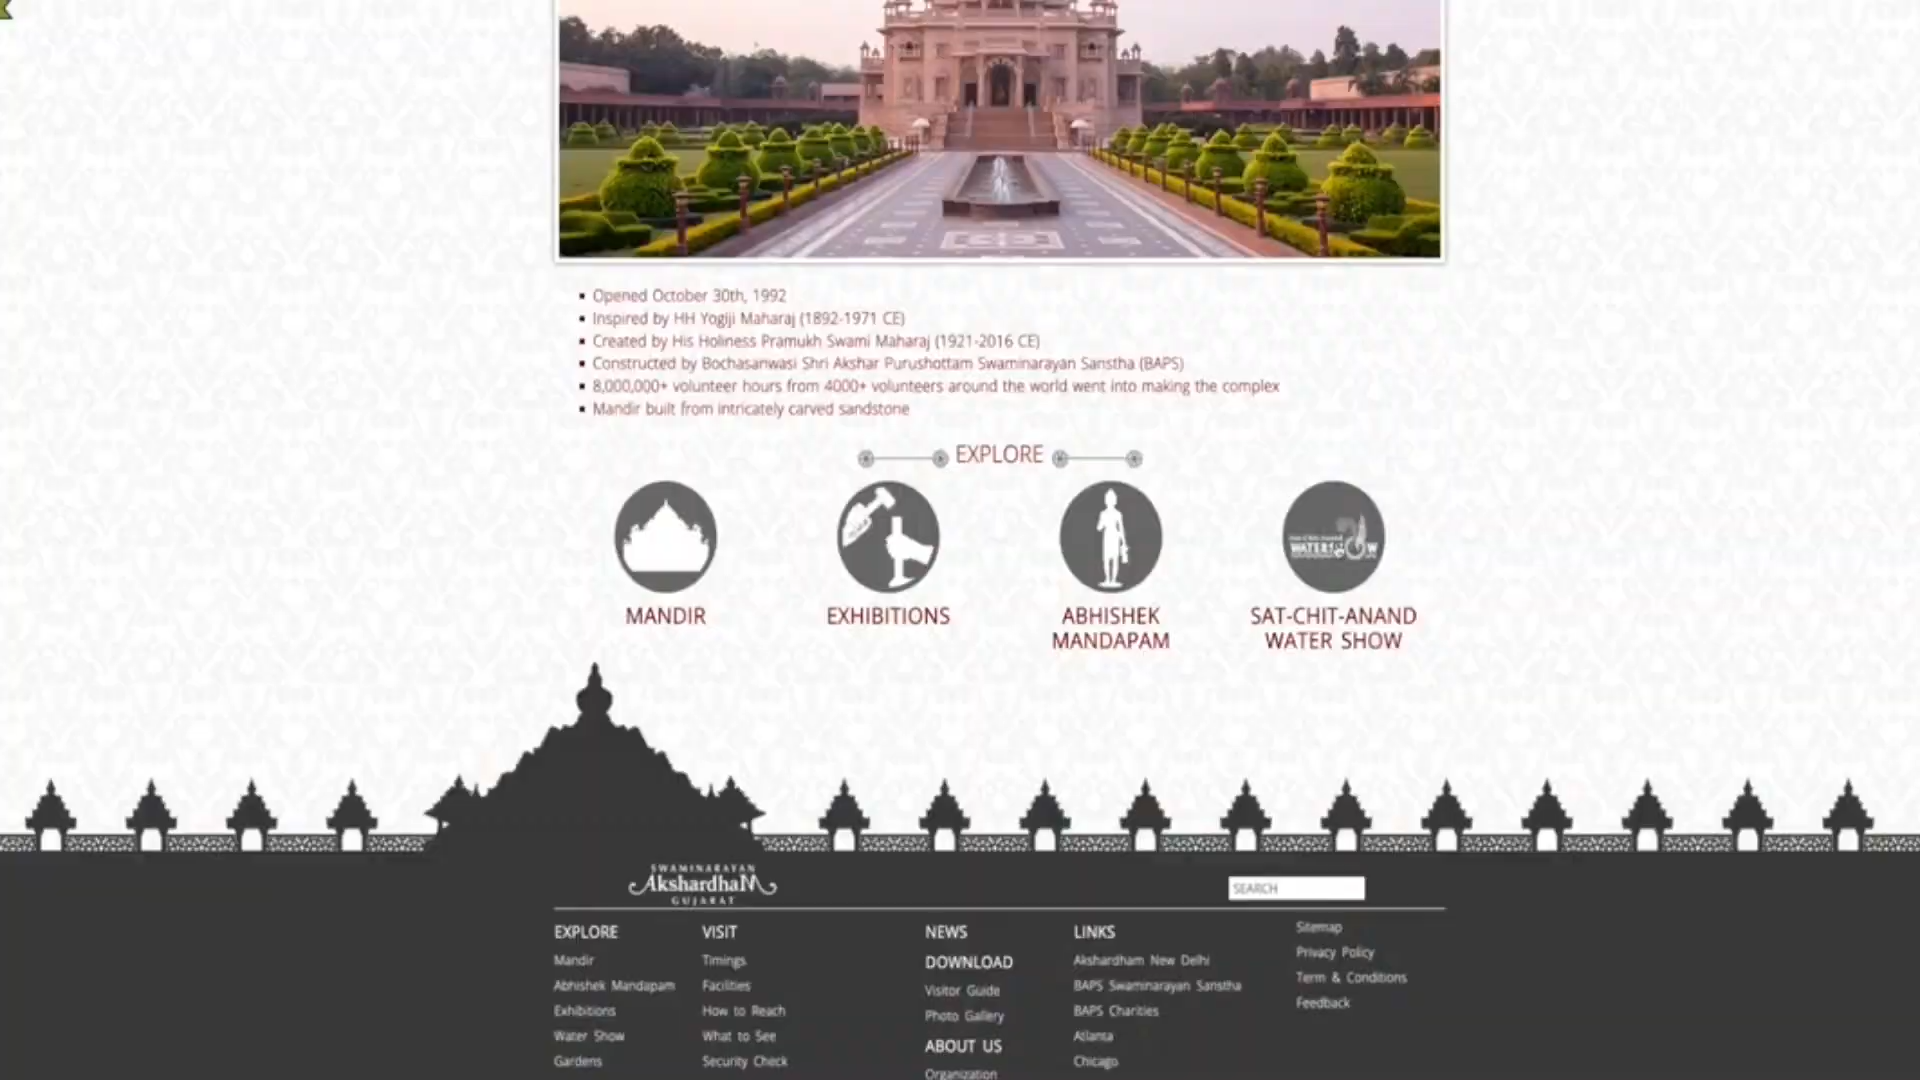 Opened October 30th, 1992
Inspired by HH Yogiji Maharaj (1892-1971 CE)
Created by His Holiness Pramukh Swami Maharaj (1921-2016 CE)
Constructed by Bochasanwasi Shri Akshar Purushottam Swaminarayan Sanstha (BAPS)
8,000,000+ volunteer hours from 4000+ volunteers around the world went into making the complex
Mandir built from intricately carved sandstone
EXPLORE
MANDIR
EXHIBITIONS
ABHISHEK
MANDAPAM
SAT-CHIT-ANAND
WATER SHOW
SWAMINARAYAN
AkshardhaM
GUJARAT
SEARCH
EXPLORE
Mandir
Abhishek Mandapam
Exhibitions
Water Show
Gardens
VISIT
Timings
Facilities
How to Reach
What to See
Security Check
NEWS
DOWNLOAD
Visitor Guide
Photo Gallery
ABOUT US
Organization
LINKS
Akshardham New Delhi
BAPS Swaminarayan Sanstha
BAPS Charities
Atlanta
Chicago
Sitemap
Privacy Policy
Term & Conditions
Feedback